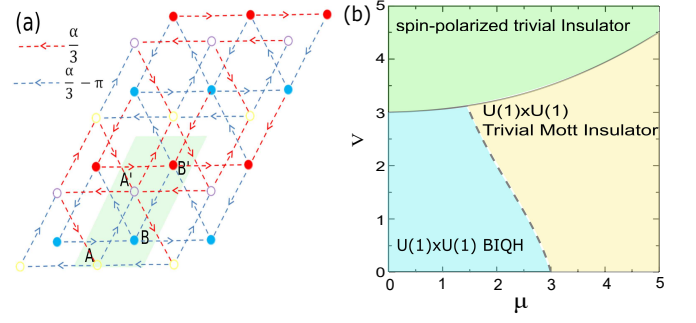 (a)
α
3
α
3 − π
A'
B'
A
B
(b)
5
4
3
2
1
0
ν
spin-polarized trivial Insulator
U(1)xU(1)
Trivial Mott Insulator
U(1)xU(1) BIQH
0 1 2 3 4 5
μ